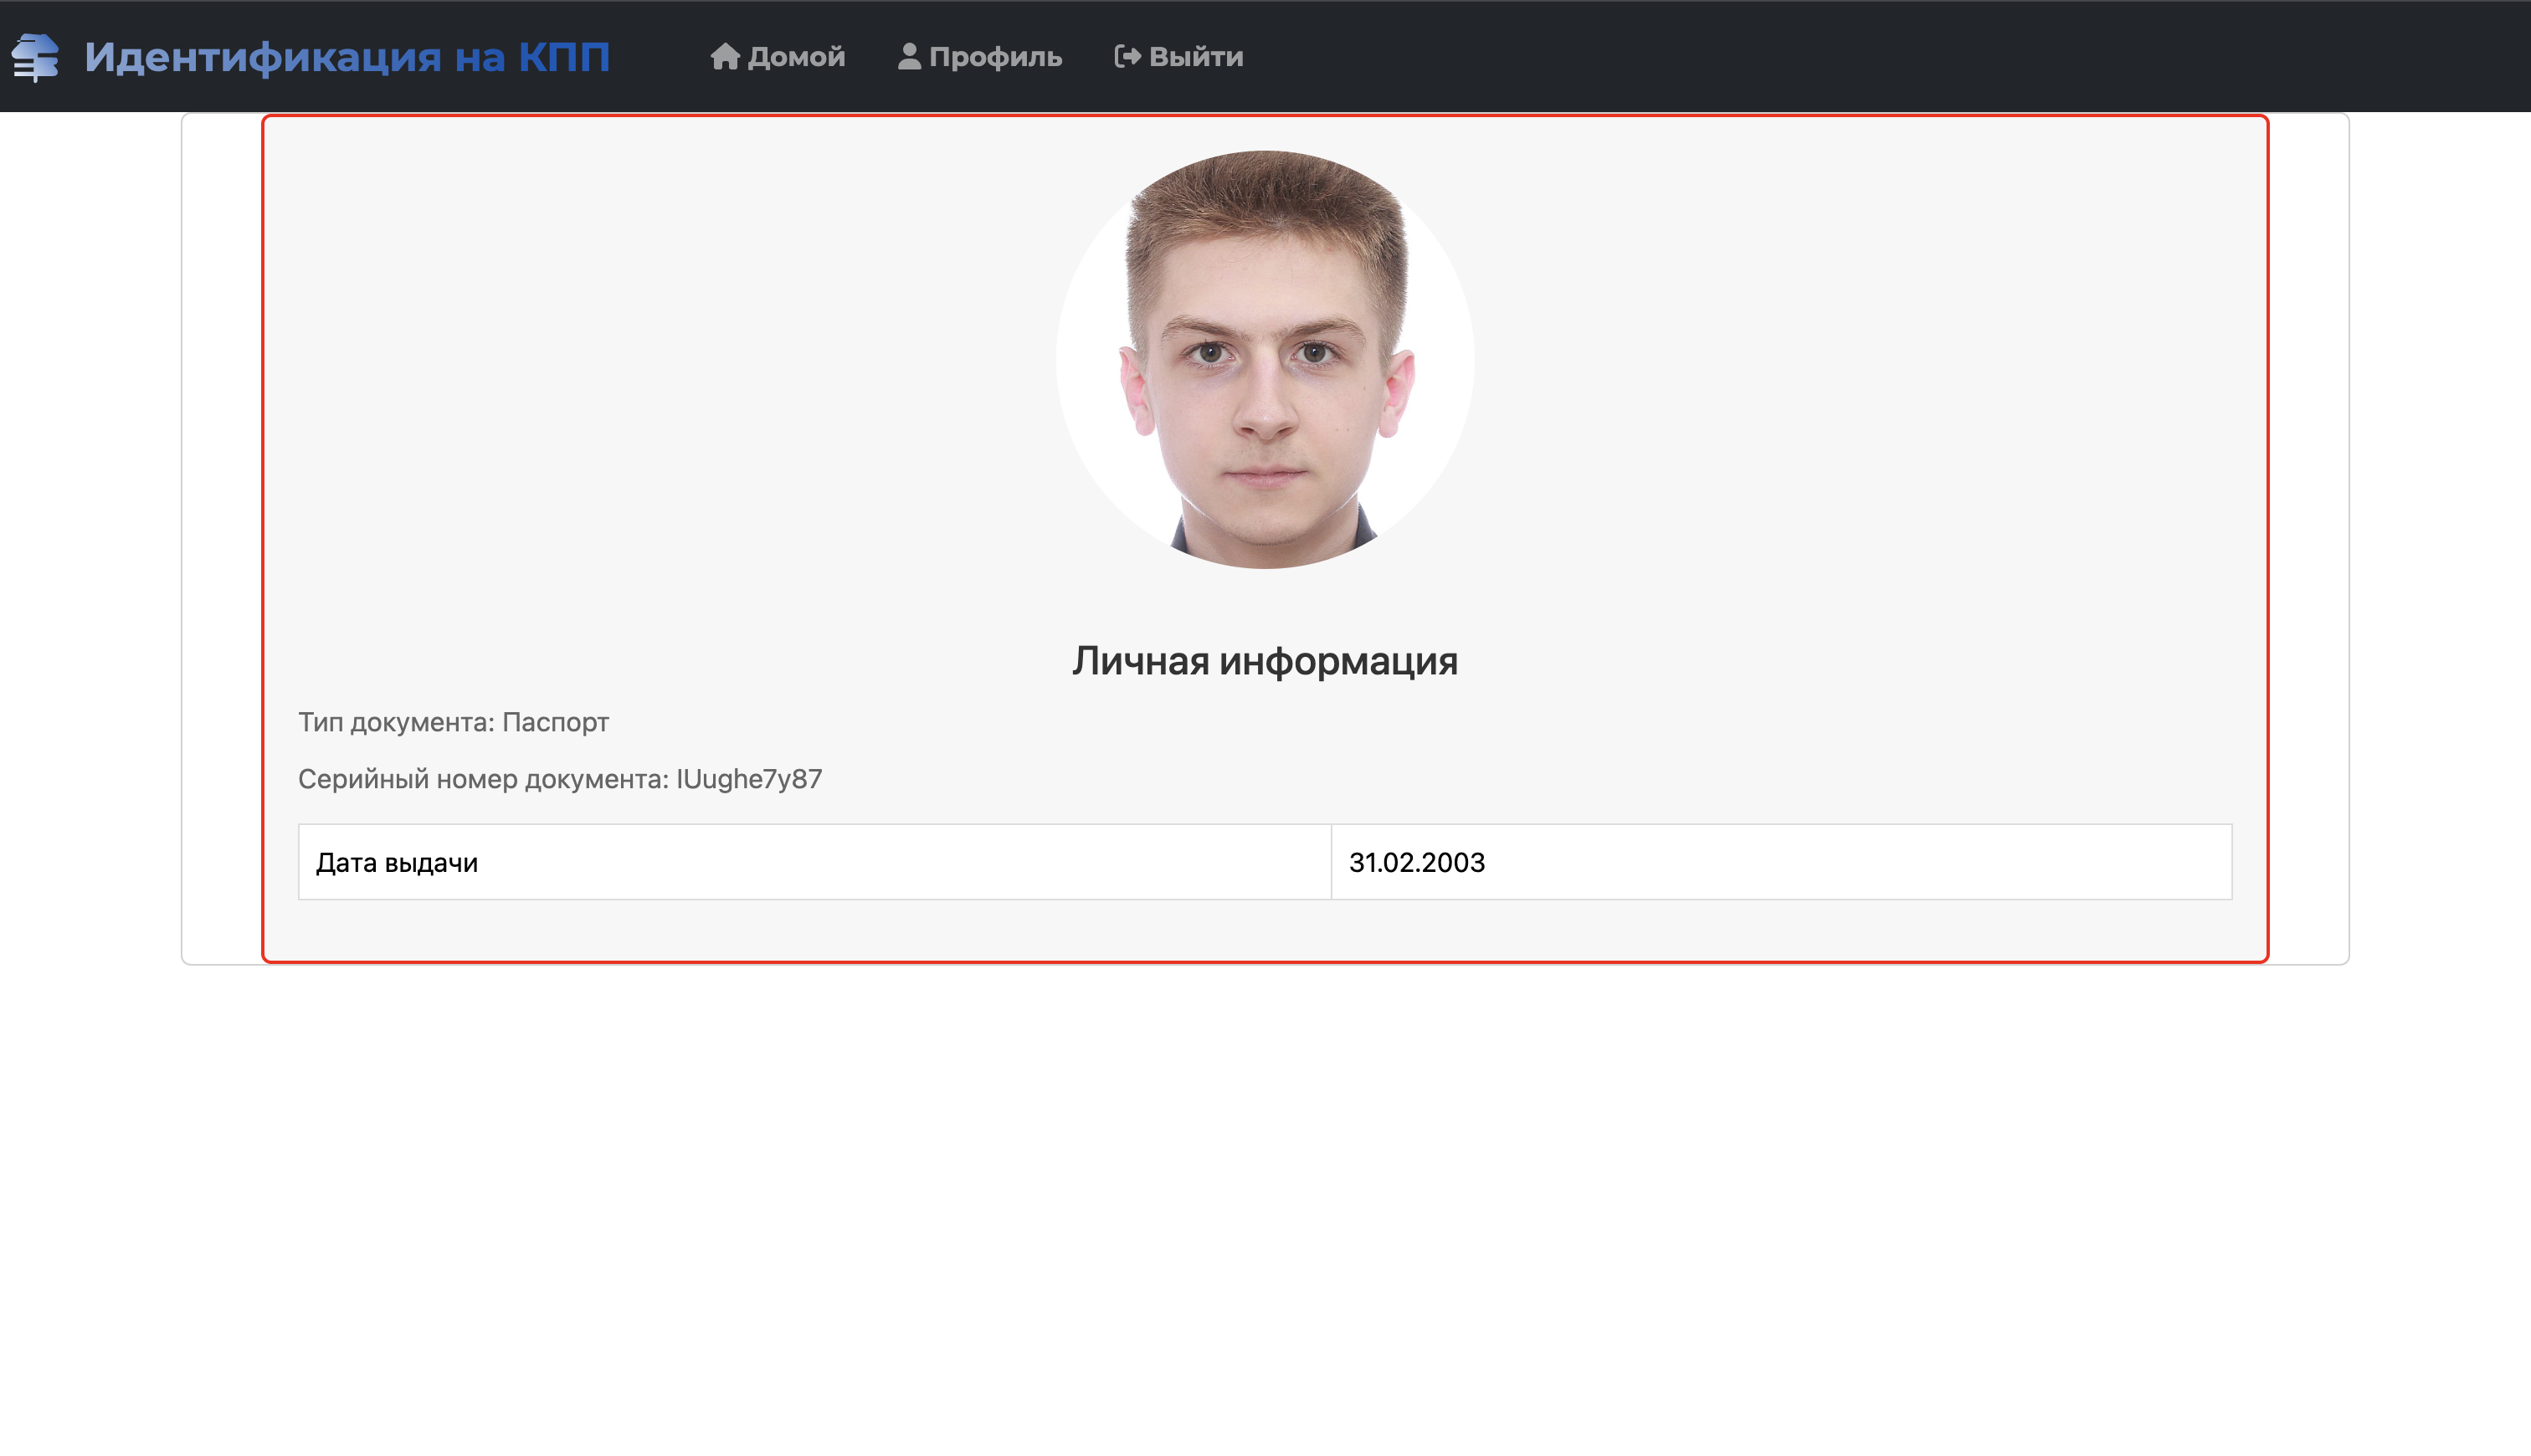 Идентификация на КПП Домой Профиль Выйти
Личная информация
Тип документа: Паспорт
Серийный номер документа: IUughe7y87
Дата выдачи 31.02.2003